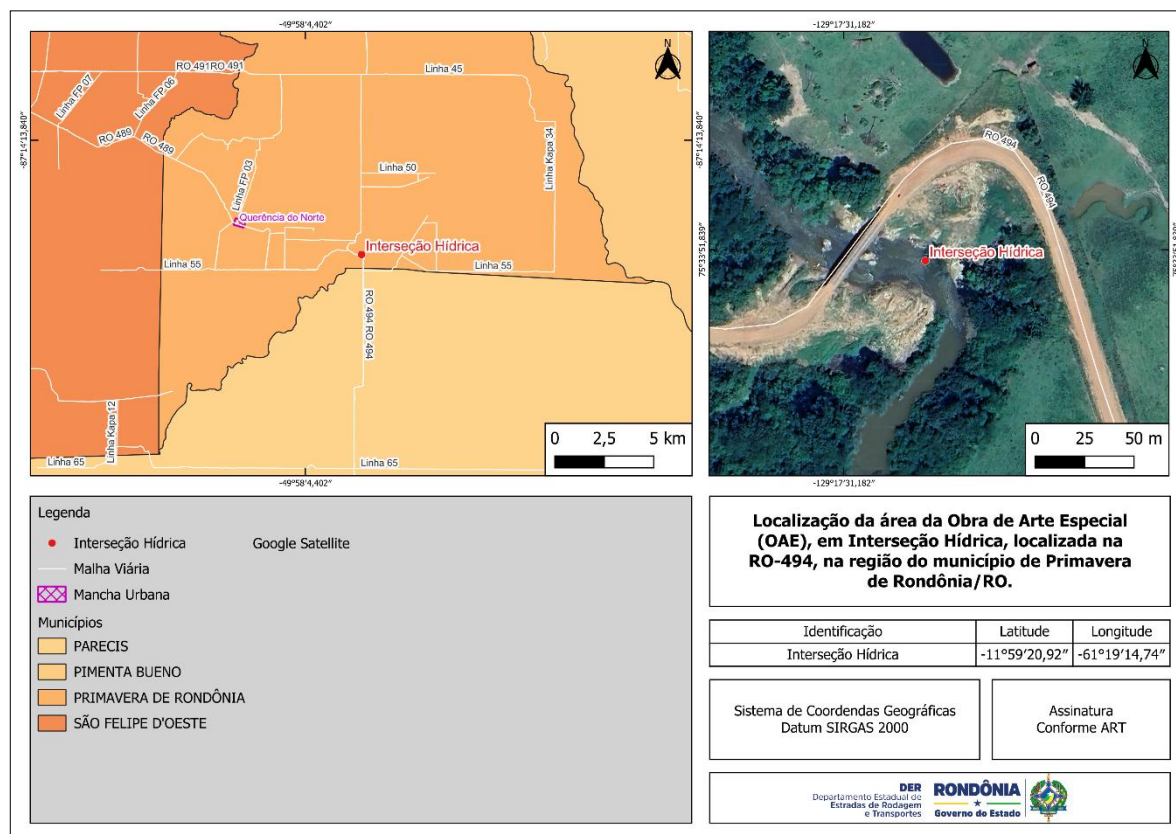 -49°58'4,402"
-87°14'13,840"
N
RO 491 RO 491
Linha 45
Linha FP 07
Linha FP 06
RO 489
RO 489
Linha FP 03
Linha 50
Linha Kapa 34
Querência do Norte
Interseção Hídrica
Linha 55
Linha 55
RO 494 RO 494
Linha Kapa 12
Linha 65
Linha 65
0 2,5 5 km
-49°58'4,402"
-129°17'31,182"
N
RO 494
RO 494
75°33'51,839"
75°33'51,839"
Interseção Hídrica
0 25 50 m
-129°17'31,182"
Legenda
Interseção Hídrica Google Satellite
Malha Viária
Mancha Urbana
Municípios
PARECIS
PIMENTA BUENO
PRIMAVERA DE RONDÔNIA
SÃO FELIPE D'OESTE
Localização da área da Obra de Arte Especial
(OAE), em Interseção Hídrica, localizada na
RO-494, na região do município de Primavera
de Rondônia/RO.
Identificação Latitude Longitude
Interseção Hídrica -11°59'20,92" -61°19'14,74"
Sistema de Coordendas Geográficas
Datum SIRGAS 2000
Assinatura
Conforme ART
DER
Departamento Estadual de
Estradas de Rodagem
e Transportes
RONDÔNIA
Governo do Estado